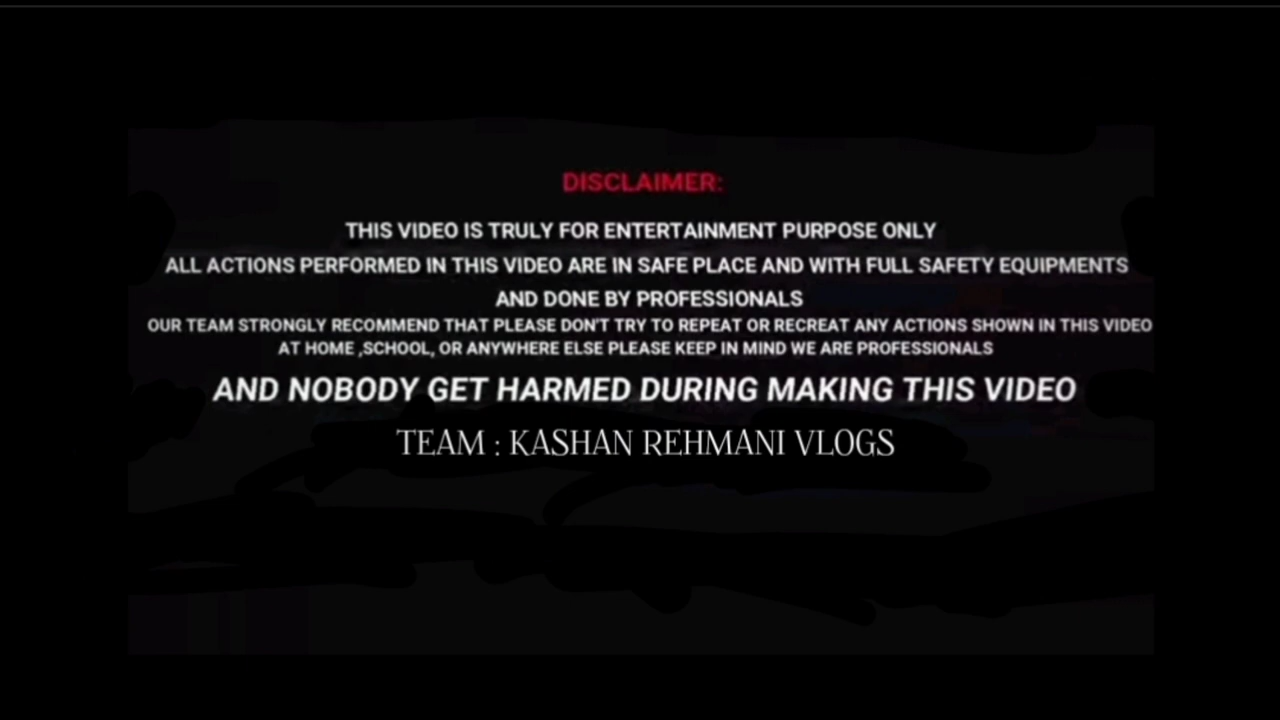 DISCLAIMER:
THIS VIDEO IS TRULY FOR ENTERTAINMENT PURPOSE ONLY
ALL ACTIONS PERFORMED IN THIS VIDEO ARE IN SAFE PLACE AND WITH FULL SAFETY EQUIPMENTS
AND DONE BY PROFESSIONALS
OUR TEAM STRONGLY RECOMMEND THAT PLEASE DON'T TRY TO REPEAT OR RECREAT ANY ACTIONS SHOWN IN THIS VIDEO
AT HOME ,SCHOOL, OR ANYWHERE ELSE PLEASE KEEP IN MIND WE ARE PROFESSIONALS
AND NOBODY GET HARMED DURING MAKING THIS VIDEO
TEAM : KASHAN REHMANI VLOGS